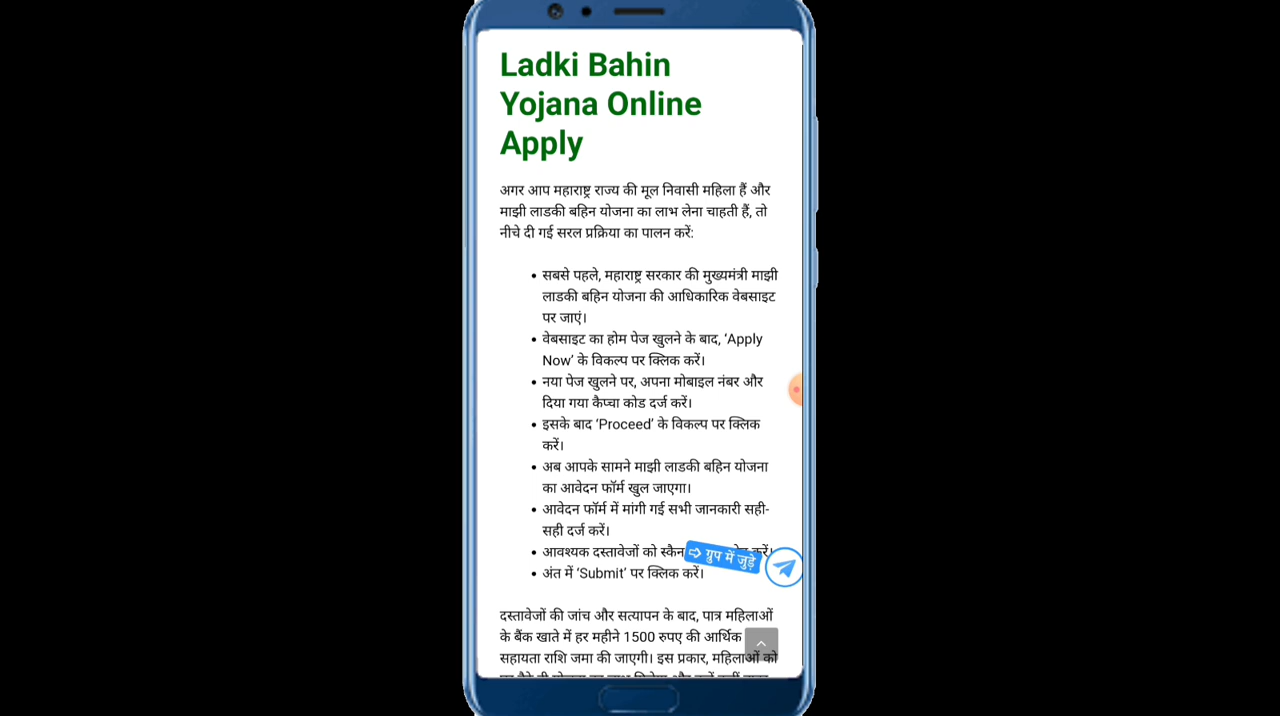 Ladki Bahin
Yojana Online
Apply
अगर आप महाराष्ट्र राज्य की मूल निवासी महिला हैं और
माझी लाडकी बहिन योजना का लाभ लेना चाहती हैं, तो
नीचे दी गई सरल प्रक्रिया का पालन करें:
• सबसे पहले, महाराष्ट्र सरकार की मुख्यमंत्री माझी
लाडकी बहिन योजना की आधिकारिक वेबसाइट
पर जाएं।
• वेबसाइट का होम पेज खुलने के बाद, ‘Apply
Now’ के विकल्प पर क्लिक करें।
• नया पेज खुलने पर, अपना मोबाइल नंबर और
दिया गया कैप्चा कोड दर्ज करें।
• इसके बाद ‘Proceed’ के विकल्प पर क्लिक
करें।
• अब आपके सामने माझी लाडकी बहिन योजना
का आवेदन फॉर्म खुल जाएगा।
• आवेदन फॉर्म में मांगी गई सभी जानकारी सही-
सही दर्ज करें।
• आवश्यक दस्तावेजों को स्कैन करें।
ग्रुप में जुड़े
• अंत में ‘Submit’ पर क्लिक करें।
दस्तावेजों की जांच और सत्यापन के बाद, पात्र महिलाओं
के बैंक खाते में हर महीने 1500 रुपए की आर्थिक
सहायता राशि जमा की जाएगी। इस प्रकार, महिलाओं को